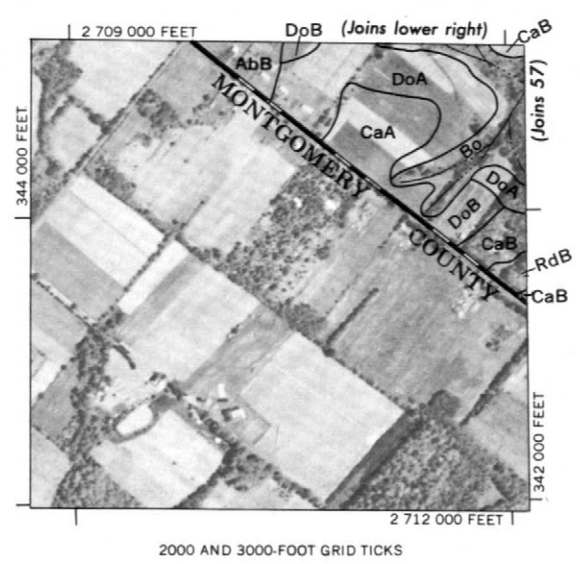 2 709 000 FEET
DoB (Joins lower right) CaB
AbB
DoA
(Joins 57)
MONTGOMERY COUNTY
CaA
Bo
344 000 FEET
DoA
DoB
CaB
RdB
CaB
342 000 FEET
2 712 000 FEET
2000 AND 3000-FOOT GRID TICKS